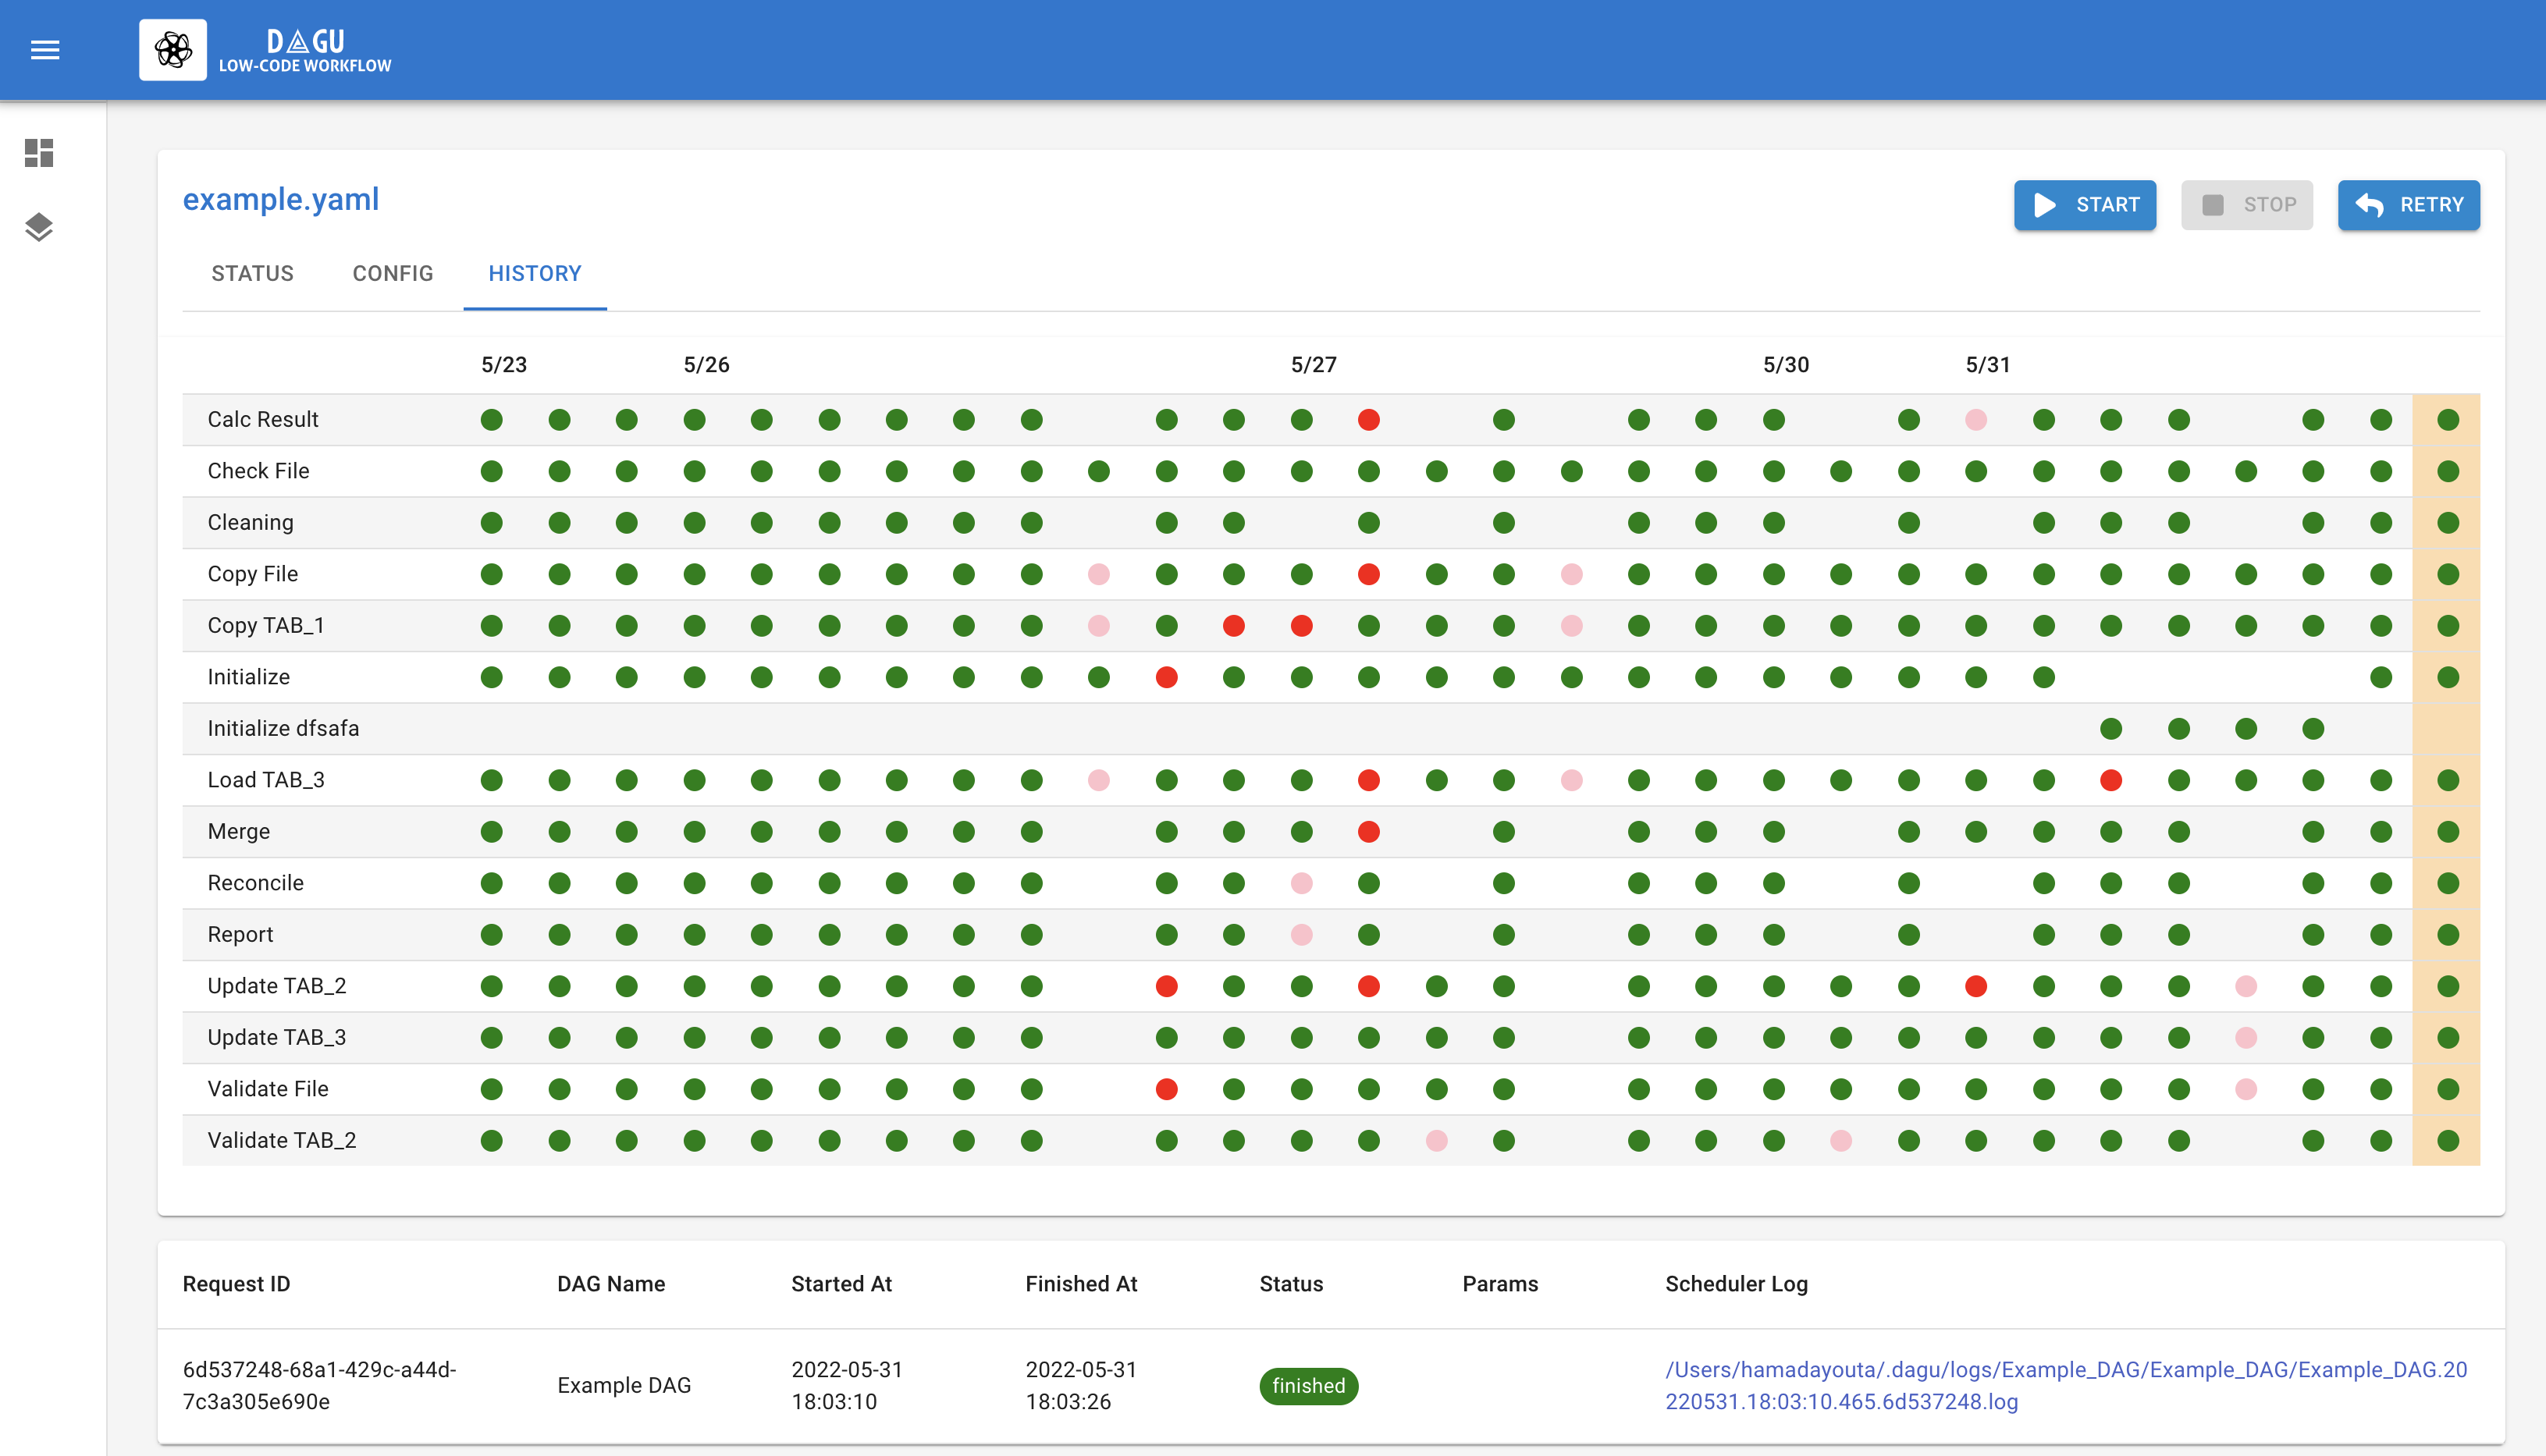 DAGU
LOW-CODE WORKFLOW
example.yaml
START
STOP
RETRY
STATUS
CONFIG
HISTORY
5/23 5/26 5/27 5/30 5/31
Calc Result
Check File
Cleaning
Copy File
Copy TAB_1
Initialize
Initialize dfsafa
Load TAB_3
Merge
Reconcile
Report
Update TAB_2
Update TAB_3
Validate File
Validate TAB_2
Request ID DAG Name Started At Finished At Status Params Scheduler Log
6d537248-68a1-429c-a44d-
7c3a305e690e
Example DAG
2022-05-31
18:03:10
2022-05-31
18:03:26
finished
/Users/hamadayouta/.dagu/logs/Example_DAG/Example_DAG/Example_DAG.20
220531.18:03:10.465.6d537248.log